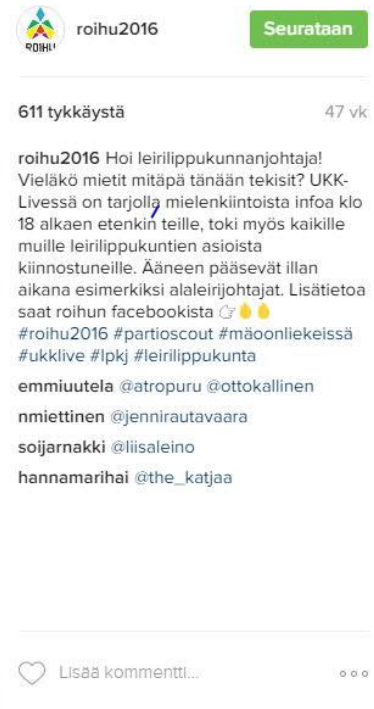 ROIHU
roihu2016
Seurataan
611 tykkäystä
47 vk
roihu2016 Hoi leirilippukunnanjohtaja!
Vieläkö mietit mitäpä tänään tekisit? UKK-
Livessä on tarjolla mielenkiintoista infoa klo
18 alkaen etenkin teille, toki myös kaikille
muille leirilippukuntien asioista
kiinnostuneille. Ääneen pääsevät illan
aikana esimerkiksi alaleirijohtajat. Lisätietoa
saat roihun facebookista 👉💧💧
#roihu2016 #partioscout #mäoonliekeissä
#ukklive #lpkj #leirilippukunta
emmiuutela @atropuru @ottokallinen
nmiettinen @jennirautavaara
soijarnakki @liisaleino
hannamarihai @the_katjaa
Lisää kommentti...